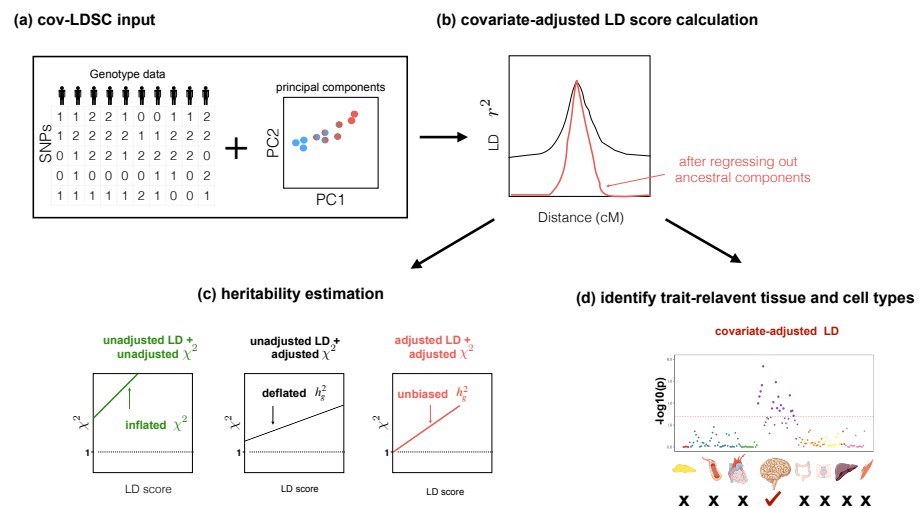 (a) cov-LDSC input
Genotype data
SNPs
1 1 2 2 1 0 0 1 1 2
1 2 2 2 2 1 1 2 2 2
0 1 2 2 1 2 2 2 2 0
0 1 1 0 0 0 1 1 0 2
1 1 1 1 1 2 1 0 0 1
+
principal components
PC2
PC1
(b) covariate-adjusted LD score calculation
LD r²
after regressing out
ancestral components
Distance (cM)
(c) heritability estimation
unadjusted LD +
unadjusted χ²
χ²
1
inflated χ²
LD score
unadjusted LD +
adjusted χ²
χ²
1
deflated h²g
LD score
adjusted LD +
adjusted χ²
χ²
1
unbiased h²g
LD score
(d) identify trait-relavent tissue and cell types
covariate-adjusted LD
-log10(p)
X X X ✓ X X X X